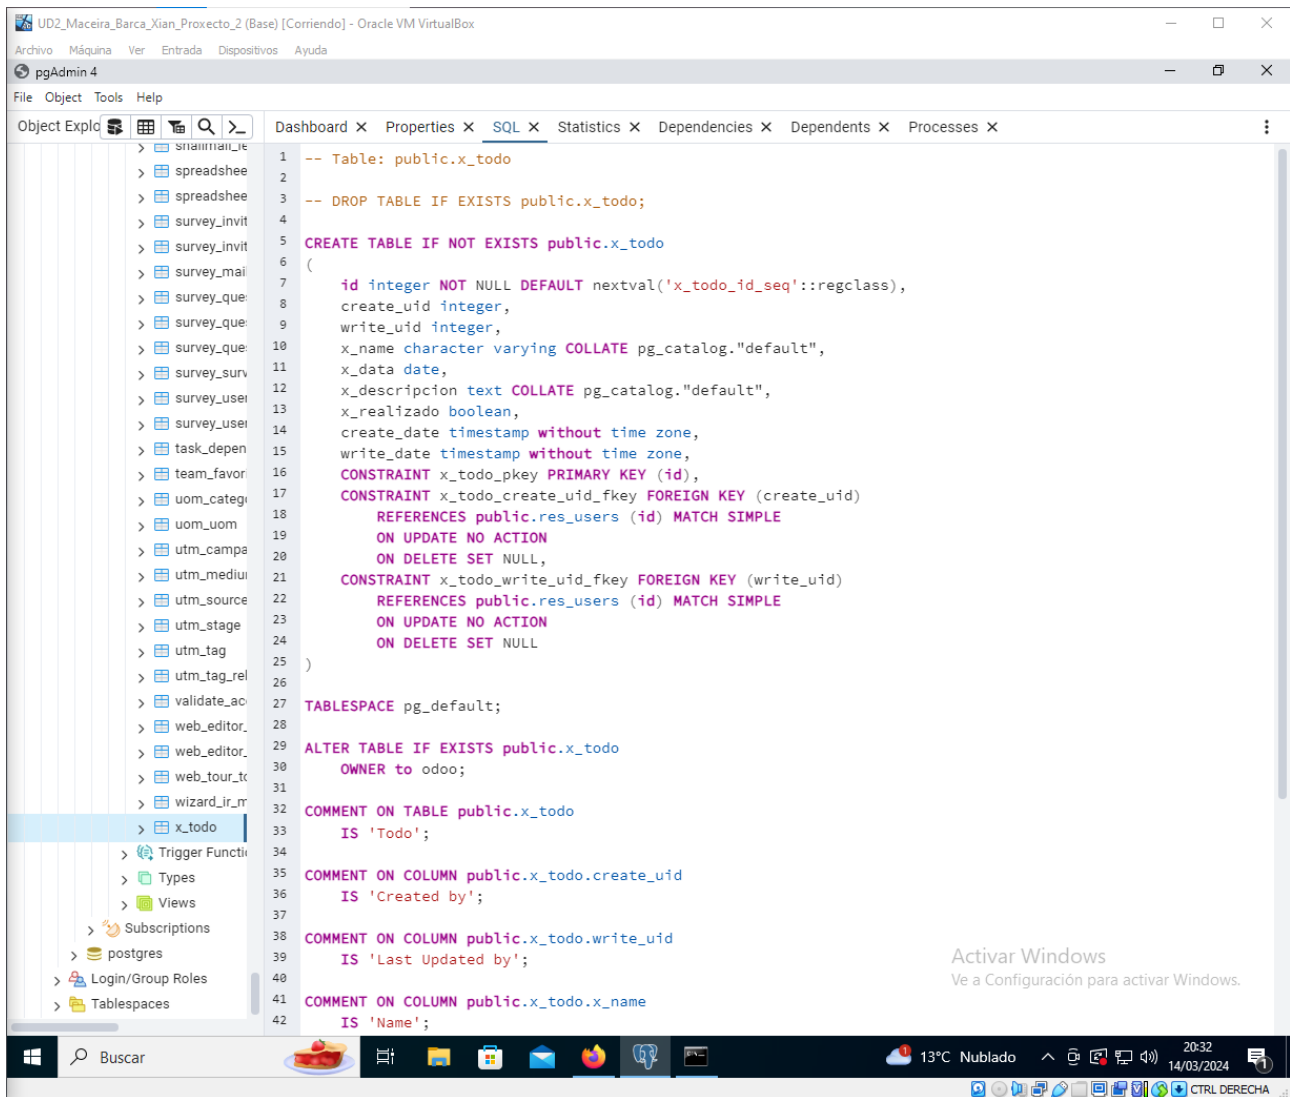 UD2_Maceira_Barca_Xian_Proxecto_2 (Base) [Corriendo] - Oracle VM VirtualBox
Archivo Máquina Ver Entrada Dispositivos Ayuda
pgAdmin 4
File Object Tools Help
Object Explo
Dashboard Properties SQL Statistics Dependencies Dependents Processes
snailmail_le
spreadshee
spreadshee
survey_invit
survey_invit
survey_mai
survey_que
survey_que
survey_que
survey_surv
survey_user
survey_user
task_depen
team_favor
uom_catego
uom_uom
utm_campa
utm_mediu
utm_source
utm_stage
utm_tag
utm_tag_rel
validate_ac
web_editor_
web_editor_
web_tour_to
wizard_ir_m
x_todo
Trigger Functi
Types
Views
Subscriptions
postgres
Login/Group Roles
Tablespaces
1 -- Table: public.x_todo
2
3 -- DROP TABLE IF EXISTS public.x_todo;
4
5 CREATE TABLE IF NOT EXISTS public.x_todo
6 (
7 id integer NOT NULL DEFAULT nextval('x_todo_id_seq'::regclass),
8 create_uid integer,
9 write_uid integer,
10 x_name character varying COLLATE pg_catalog."default",
11 x_data date,
12 x_descripcion text COLLATE pg_catalog."default",
13 x_realizado boolean,
14 create_date timestamp without time zone,
15 write_date timestamp without time zone,
16 CONSTRAINT x_todo_pkey PRIMARY KEY (id),
17 CONSTRAINT x_todo_create_uid_fkey FOREIGN KEY (create_uid)
18 REFERENCES public.res_users (id) MATCH SIMPLE
19 ON UPDATE NO ACTION
20 ON DELETE SET NULL,
21 CONSTRAINT x_todo_write_uid_fkey FOREIGN KEY (write_uid)
22 REFERENCES public.res_users (id) MATCH SIMPLE
23 ON UPDATE NO ACTION
24 ON DELETE SET NULL
25 )
26
27 TABLESPACE pg_default;
28
29 ALTER TABLE IF EXISTS public.x_todo
30 OWNER to odoo;
31
32 COMMENT ON TABLE public.x_todo
33 IS 'Todo';
34
35 COMMENT ON COLUMN public.x_todo.create_uid
36 IS 'Created by';
37
38 COMMENT ON COLUMN public.x_todo.write_uid
39 IS 'Last Updated by';
40
41 COMMENT ON COLUMN public.x_todo.x_name
42 IS 'Name';
Activar Windows
Ve a Configuración para activar Windows.
Buscar
13°C Nublado
20:32
14/03/2024
1
CTRL DERECHA